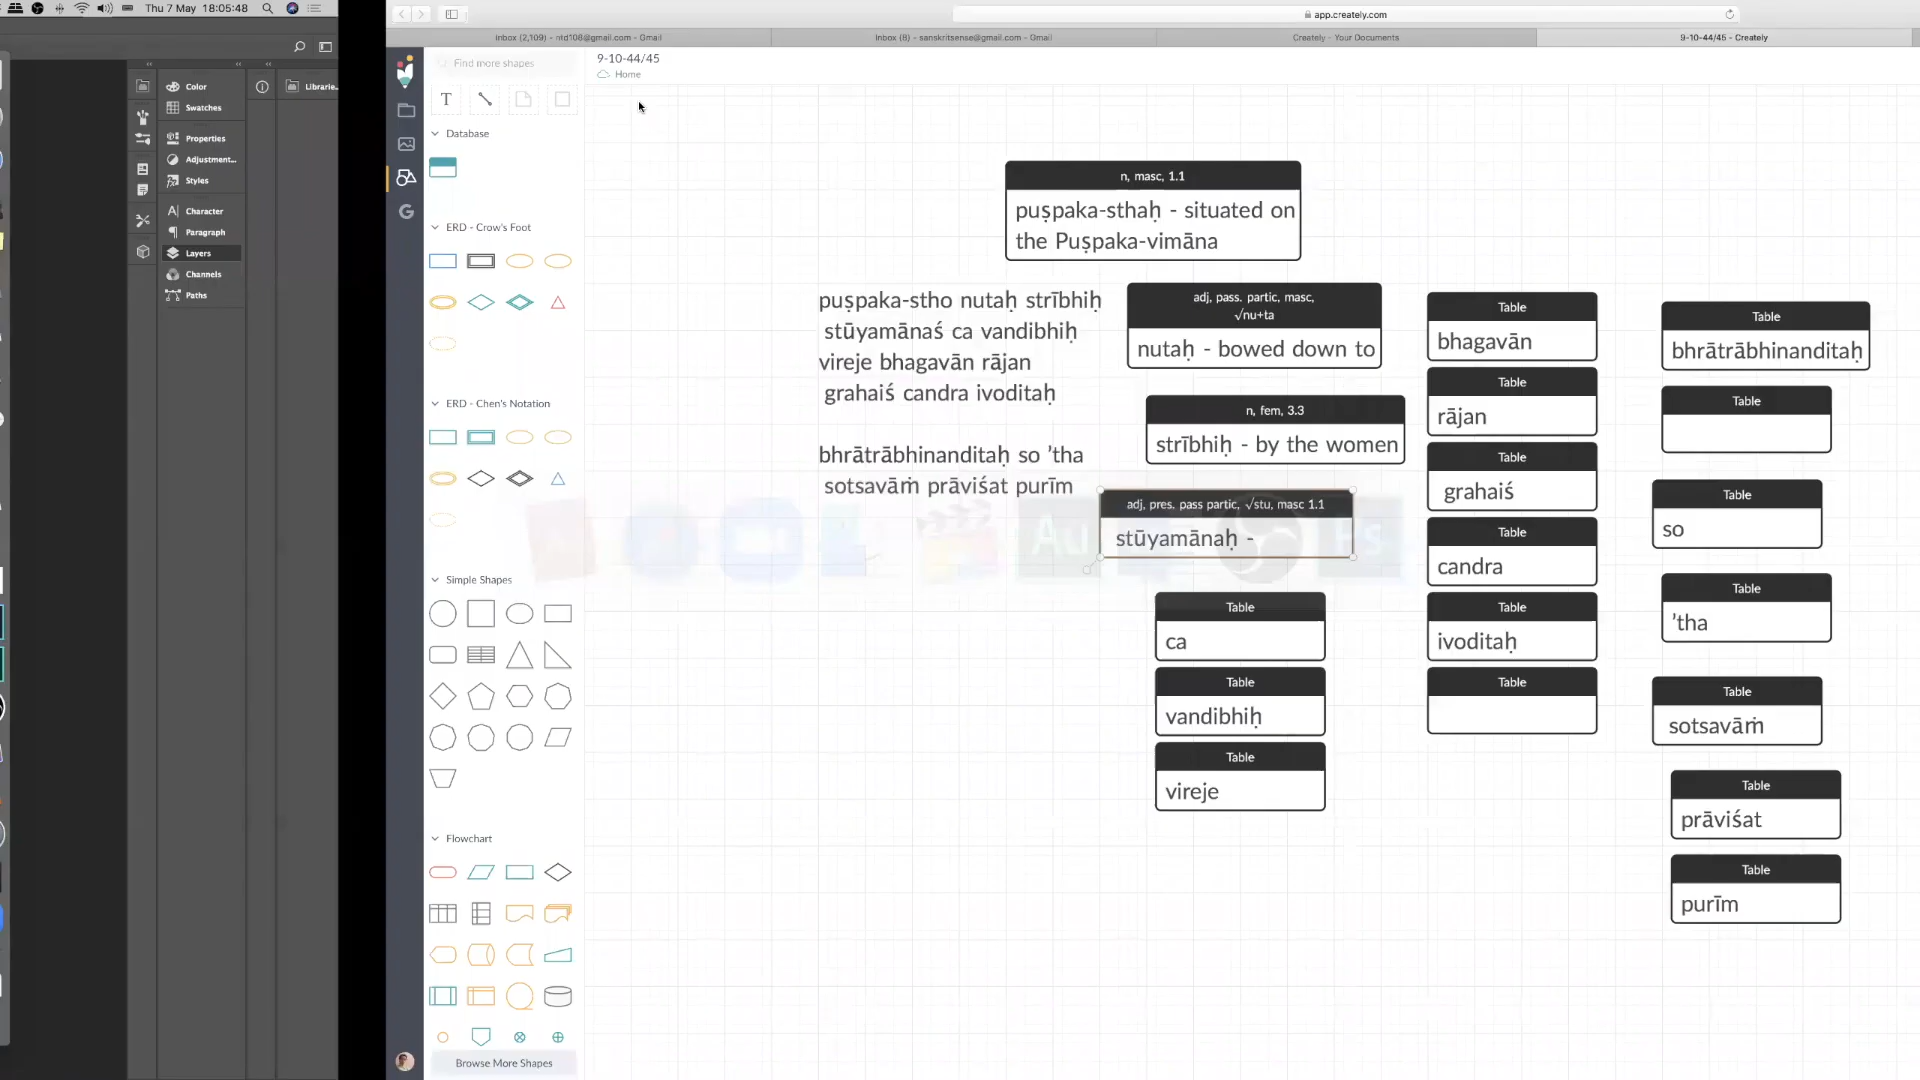 Thu 7 May 18:05:48
app.creately.com
Inbox (2,109) - ntd108@gmail.com - Gmail
Inbox (8) - sanskritsense@gmail.com - Gmail
Creately - Your Documents
9-10-44/45 - Creately
Color
Swatches
Properties
Adjustment...
Styles
Character
Paragraph
Layers
Channels
Paths
Librarie...
Find more shapes
9-10-44/45
Home
Database
ERD - Crow's Foot
ERD - Chen's Notation
Simple Shapes
Flowchart
Browse More Shapes
n, masc, 1.1
puṣpaka-sthaḥ - situated on
the Puṣpaka-vimāna
puṣpaka-stho nutaḥ strībhiḥ
stūyamānaś ca vandibhiḥ
vireje bhagavān rājan
grahaiś candra ivoditaḥ
bhrātrābhinanditaḥ so ’tha
sotsavāṁ prāviśat purīm
adj, pass. partic, masc,
√nu+ta
nutaḥ - bowed down to
n, fem, 3.3
strībhiḥ - by the women
adj, pres. pass partic, √stu, masc 1.1
stūyamānaḥ -
Au
Ps
Table
ca
Table
vandibhiḥ
Table
vireje
Table
bhagavān
Table
rājan
Table
grahaiś
Table
candra
Table
ivoditaḥ
Table
Table
bhrātrābhinanditaḥ
Table
Table
so
Table
’tha
Table
sotsavāṁ
Table
prāviśat
Table
purīm